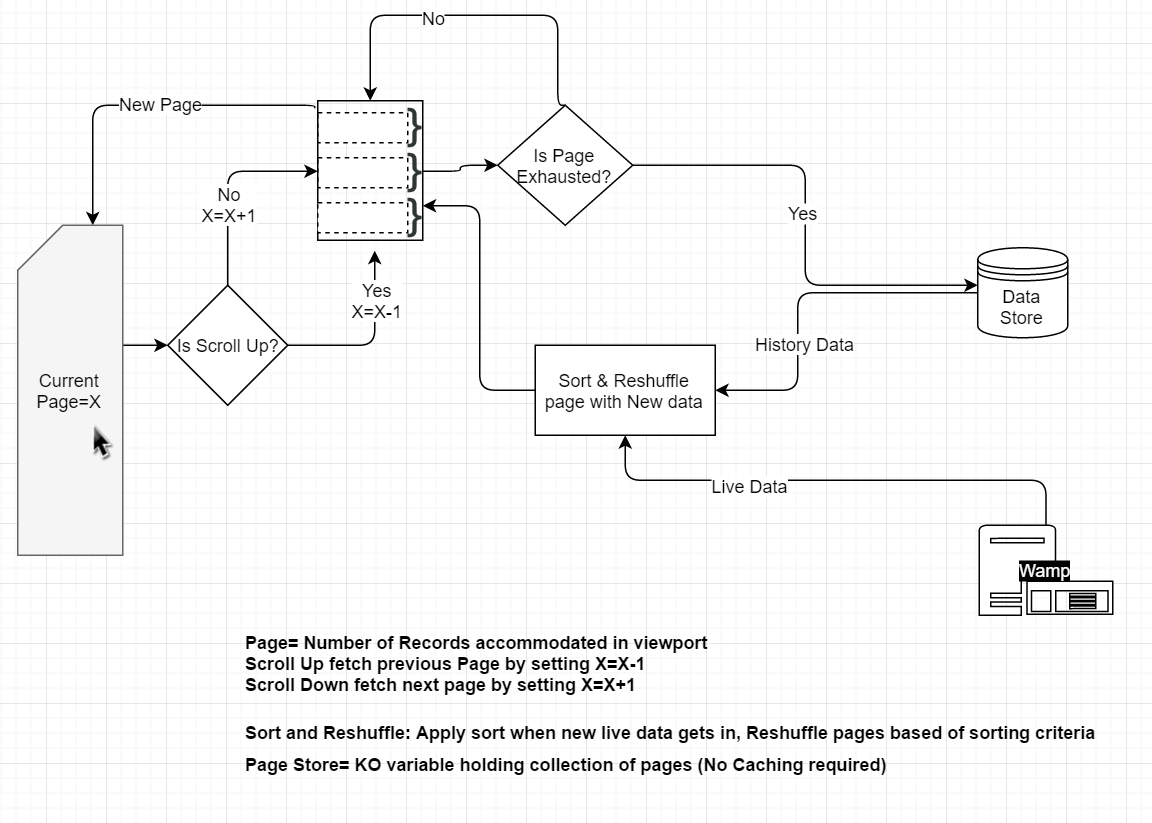 No
New Page
Is Page
Exhausted?
No
X=X+1
Yes
Yes
X=X-1
Data
Store
Is Scroll Up?
History Data
Current
Page=X
Sort & Reshuffle
page with New data
Live Data
Wamp
Page= Number of Records accommodated in viewport
Scroll Up fetch previous Page by setting X=X-1
Scroll Down fetch next page by setting X=X+1
Sort and Reshuffle: Apply sort when new live data gets in, Reshuffle pages based of sorting criteria
Page Store= KO variable holding collection of pages (No Caching required)